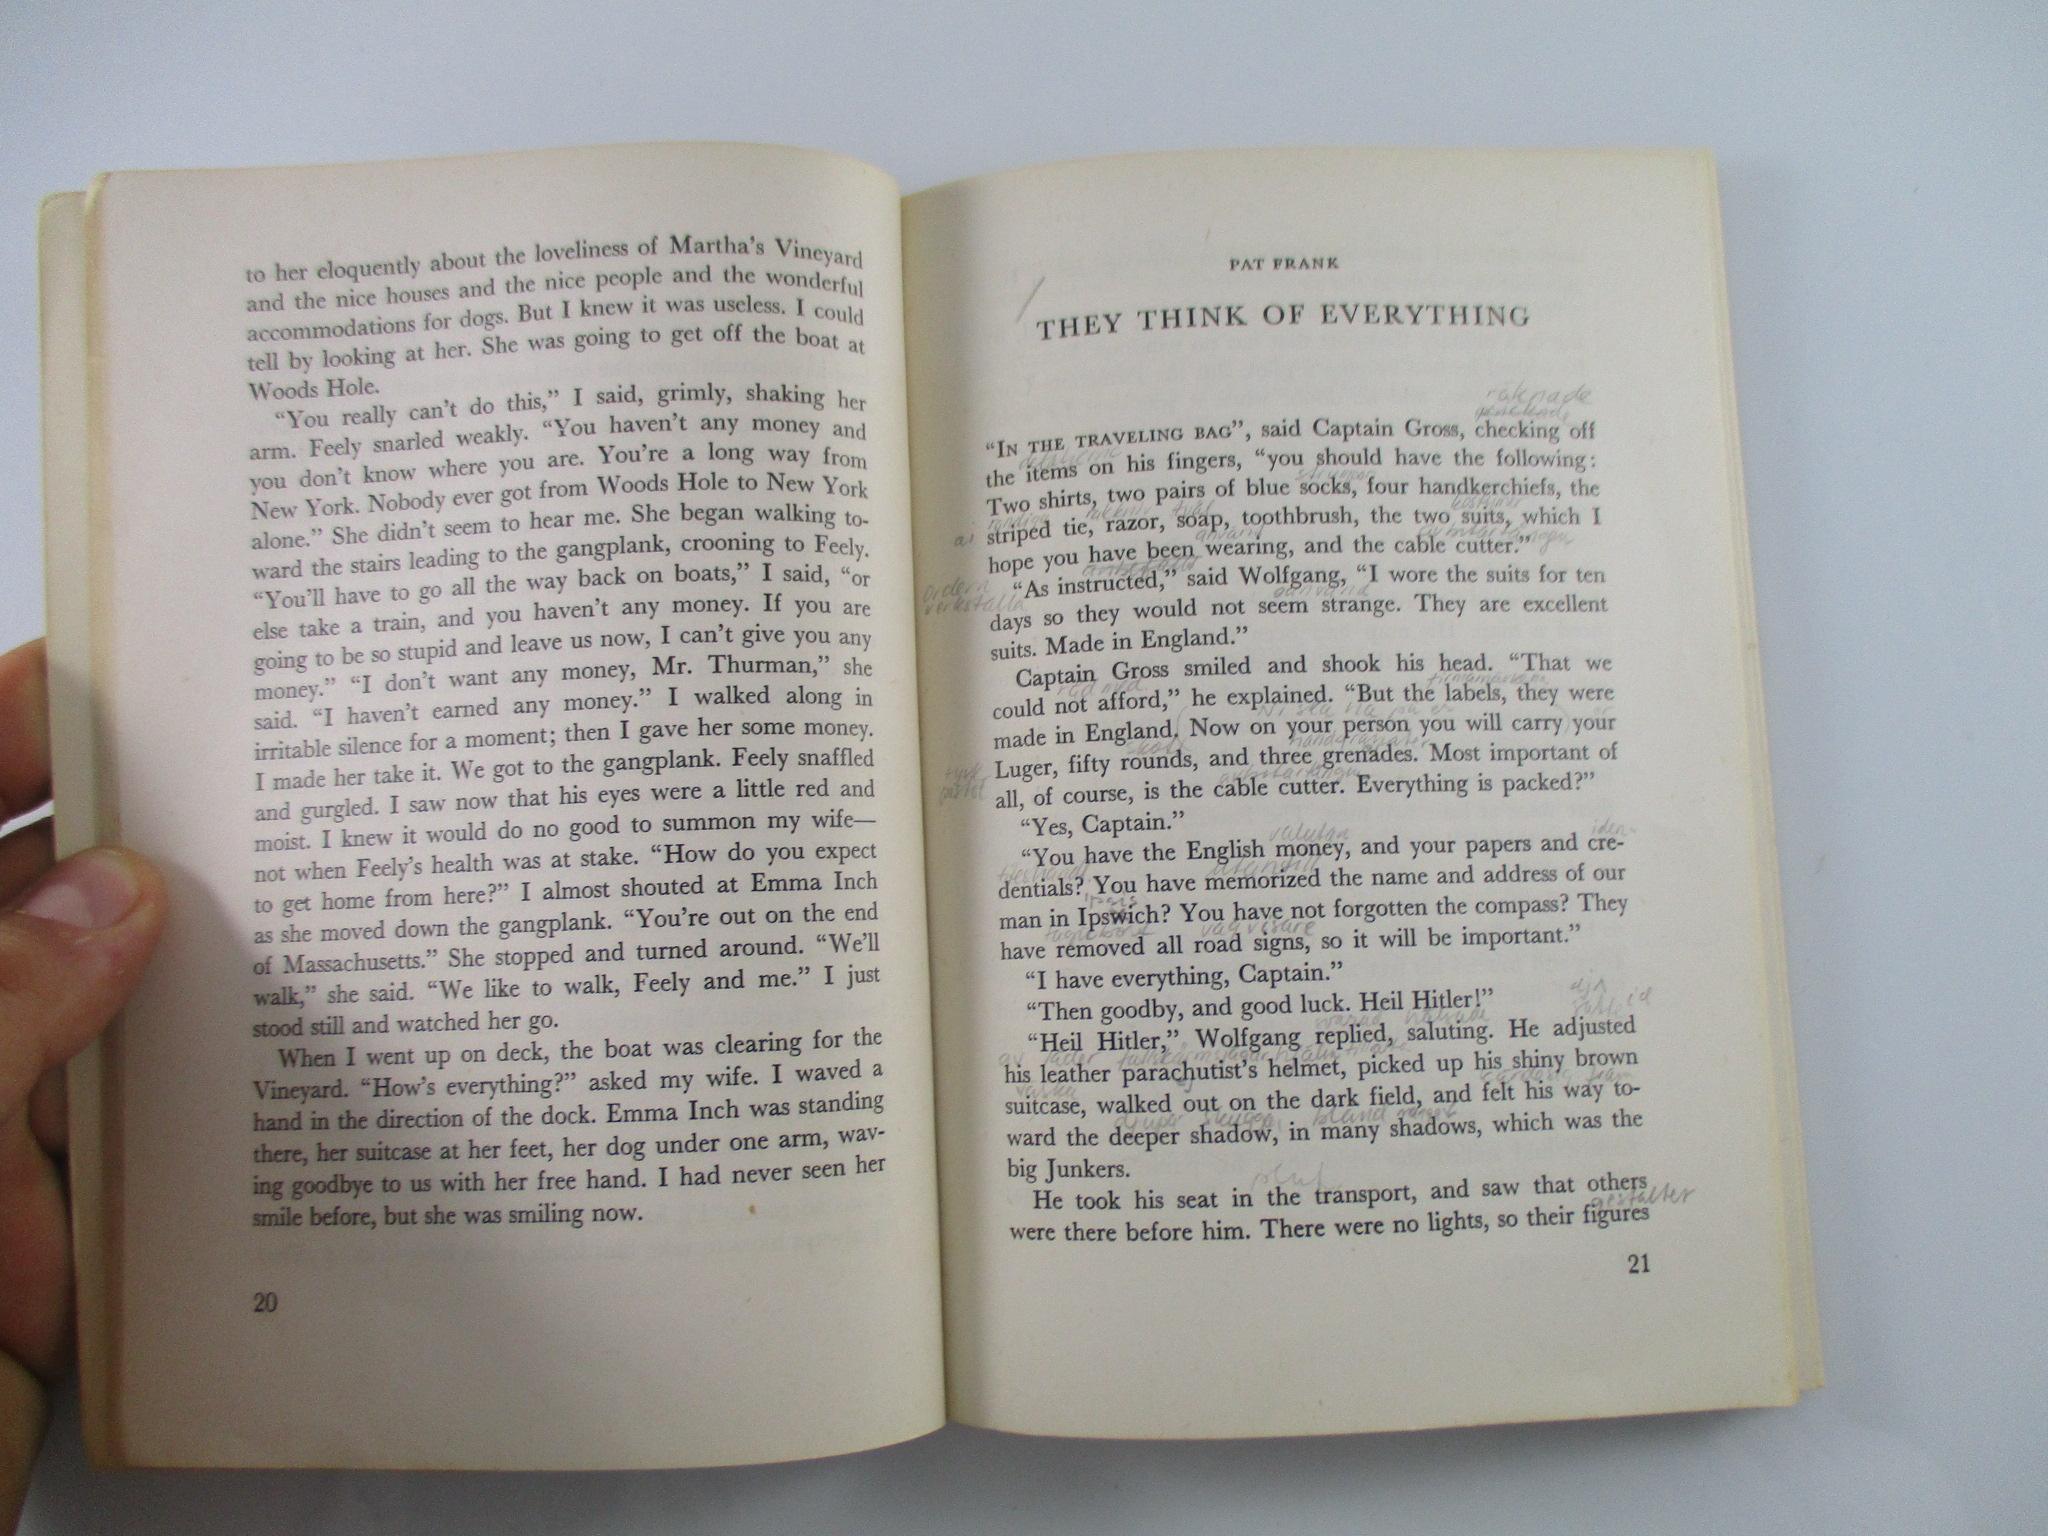 to her eloquently about the loveliness of Martha's Vineyard
and the nice houses and the nice people and the wonderful
accommodations for dogs. But I knew it was useless. I could
tell by looking at her. She was going to get off the boat at
Woods Hole.
“You really can't do this,” I said, grimly, shaking her
arm. Feely snarled weakly. “You haven't any money and
you don't know where you are. You're a long way from
New York. Nobody ever got from Woods Hole to New York
alone.” She didn't seem to hear me. She began walking to-
ward the stairs leading to the gangplank, crooning to Feely.
“You'll have to go all the way back on boats,” I said, “or
else take a train, and you haven't any money. If you are
going to be so stupid and leave us now, I can't give you any
money.” “I don't want any money, Mr. Thurman,” she
said. “I haven't earned any money.” I walked along in
irritable silence for a moment; then I gave her some money.
I made her take it. We got to the gangplank. Feely snaffled
and gurgled. I saw now that his eyes were a little red and
moist. I knew it would do no good to summon my wife—
not when Feely's health was at stake. “How do you expect
to get home from here?” I almost shouted at Emma Inch
as she moved down the gangplank. “You're out on the end
of Massachusetts.” She stopped and turned around. “We'll
walk,” she said. “We like to walk, Feely and me.” I just
stood still and watched her go.
When I went up on deck, the boat was clearing for the
Vineyard. “How's everything?” asked my wife. I waved a
hand in the direction of the dock. Emma Inch was standing
there, her suitcase at her feet, her dog under one arm, wav-
ing goodbye to us with her free hand. I had never seen her
smile before, but she was smiling now.
20
PAT FRANK
THEY THINK OF EVERYTHING
räknade
“IN THE TRAVELING BAG”, said Captain Gross, checking off
the items on his fingers, “you should have the following:
strumpor
Two shirts, two pairs of blue socks, four handkerchiefs, the
striped tie, razor, soap, toothbrush, the two suits, which I
hope you have been wearing, and the cable cutter.”
“As instructed,” said Wolfgang, “I wore the suits for ten
days so they would not seem strange. They are excellent
suits. Made in England.”
Captain Gross smiled and shook his head. “That we
råd med
could not afford,” he explained. “But the labels, they were
made in England. Now on your person you will carry your
skott handgranater
Luger, fifty rounds, and three grenades. Most important of
all, of course, is the cable cutter. Everything is packed?”
“Yes, Captain.”
valutan
“You have the English money, and your papers and cre-
dentials? You have memorized the name and address of our
man in Ipswich? You have not forgotten the compass? They
tagit bort vägvisare
have removed all road signs, so it will be important.”
“I have everything, Captain.”
“Then goodby, and good luck. Heil Hitler!”
“Heil Hitler,” Wolfgang replied, saluting. He adjusted
av läder
his leather parachutist's helmet, picked up his shiny brown
väska
suitcase, walked out on the dark field, and felt his way to-
djupare skuggan, bland
ward the deeper shadow, in many shadows, which was the
big Junkers.
plats
He took his seat in the transport, and saw that others
gestalter
were there before him. There were no lights, so their figures
21